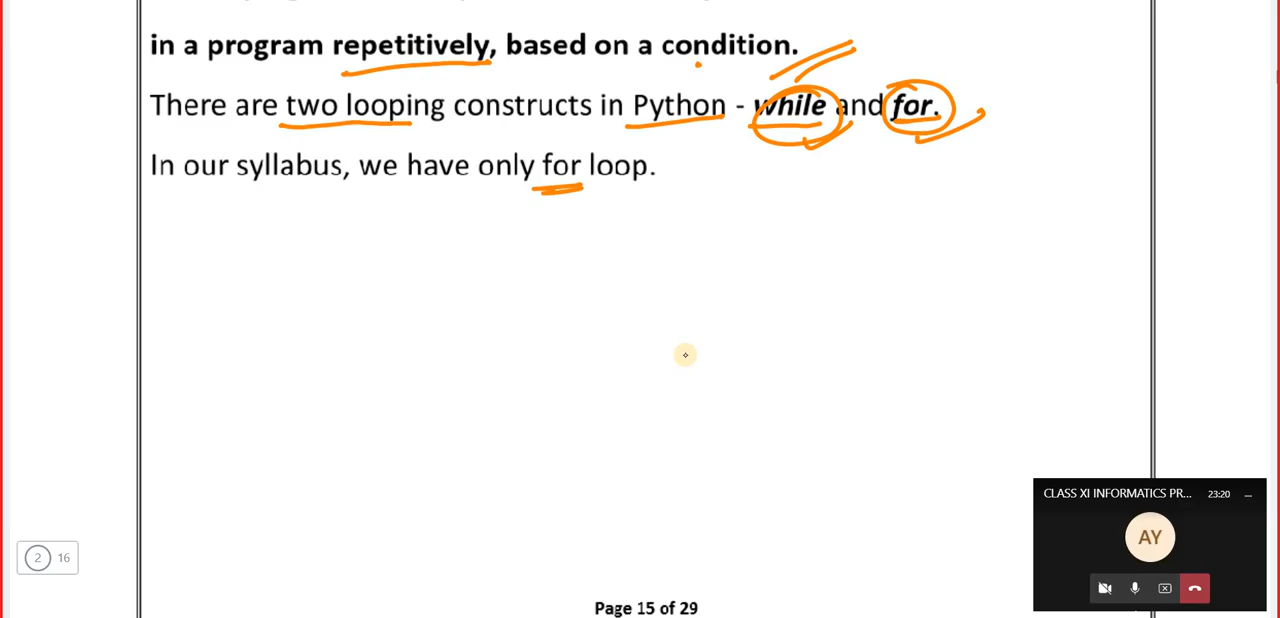 in a program repetitively, based on a condition.
There are two looping constructs in Python - while and for.
In our syllabus, we have only for loop.
CLASS XI INFORMATICS PR... 23:20
AY
2 16
Page 15 of 29